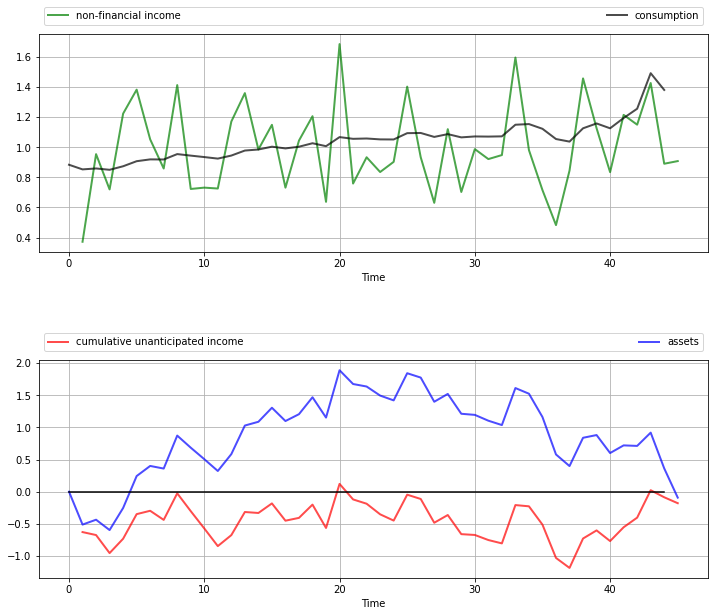 non-financial income consumption
1.6
1.4
1.2
1.0
0.8
0.6
0.4
0 10 20 30 40
Time
cumulative unanticipated income assets
2.0
1.5
1.0
0.5
0.0
−0.5
−1.0
0 10 20 30 40
Time